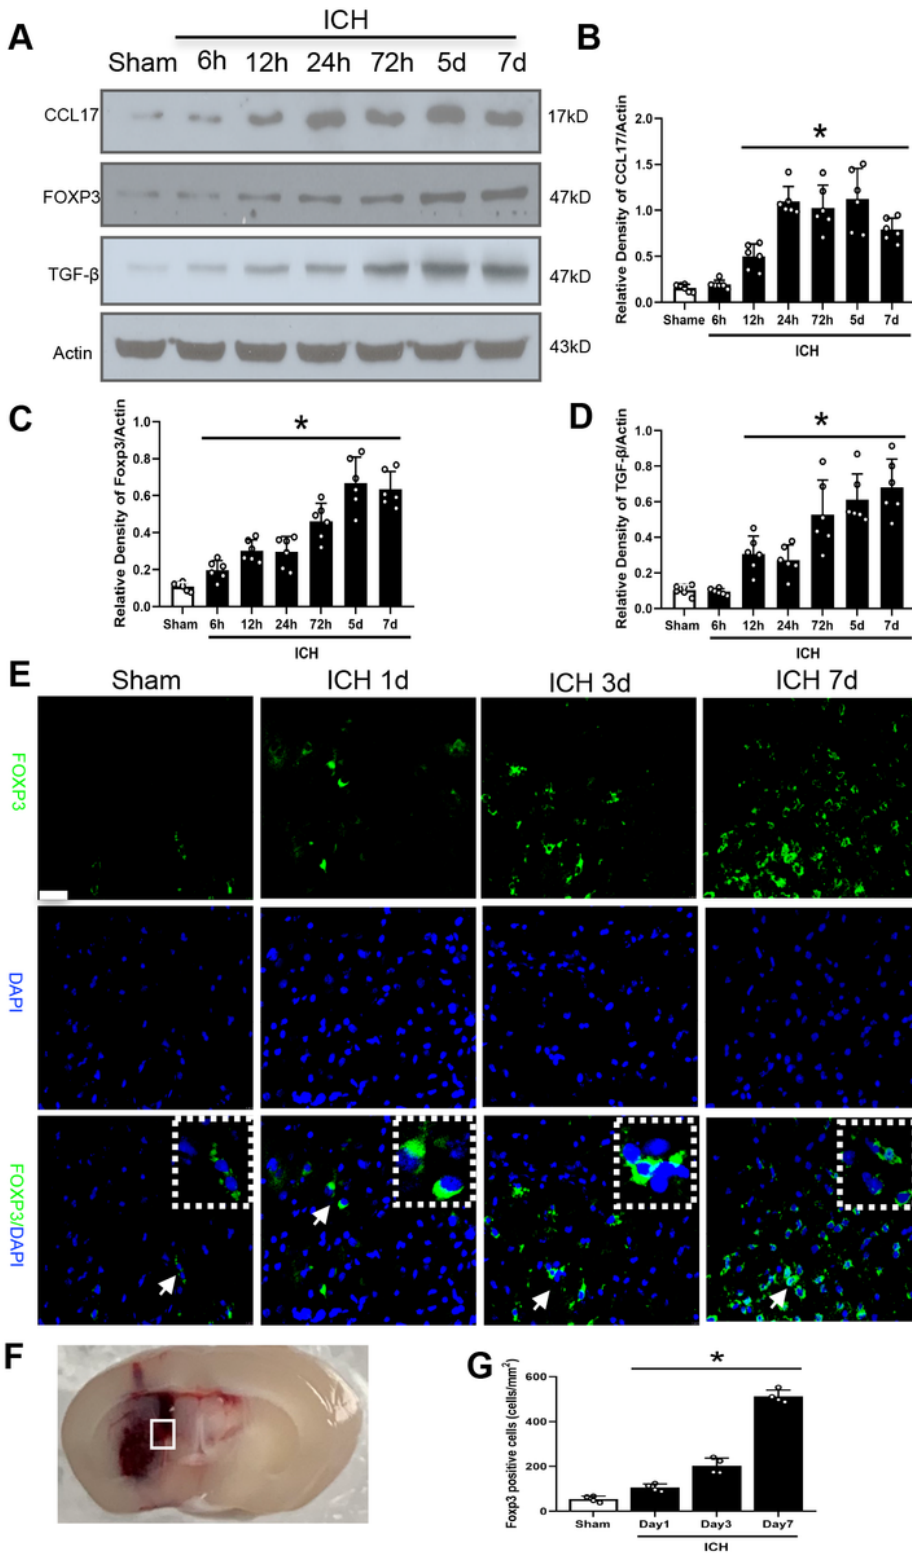 A
ICH
Sham 6h 12h 24h 72h 5d 7d
CCL17 17kD
FOXP3 47kD
TGF-β 47kD
Actin 43kD
B
Relative Density of CCL17/Actin
2.0
1.5
1.0
0.5
0.0
*
Shame 6h 12h 24h 72h 5d 7d
ICH
C
Relative Density of Foxp3/Actin
1.0
0.8
0.6
0.4
0.2
0.0
*
Sham 6h 12h 24h 72h 5d 7d
ICH
D
Relative Density of TGF-β/Actin
1.0
0.8
0.6
0.4
0.2
0.0
*
Sham 6h 12h 24h 72h 5d 7d
ICH
E
Sham ICH 1d ICH 3d ICH 7d
FOXP3
DAPI
FOXP3/DAPI
F
G
Foxp3 positive cells (cells/mm²)
600
400
200
0
*
Sham Day1 Day3 Day7
ICH